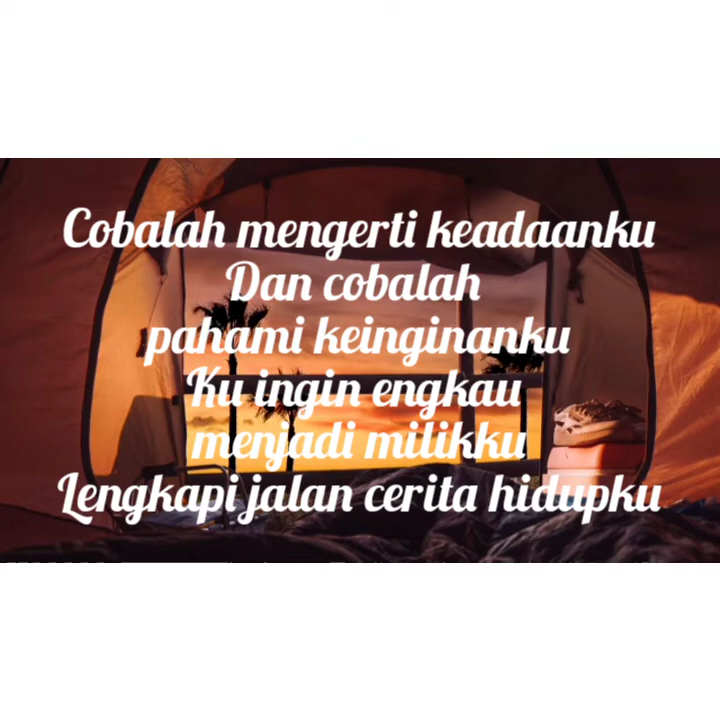 Cobalah mengerti keadaanku
Dan cobalah
pahami keinginanku
Ku ingin engkau
menjadi milikku
Lengkapi jalan cerita hidupku